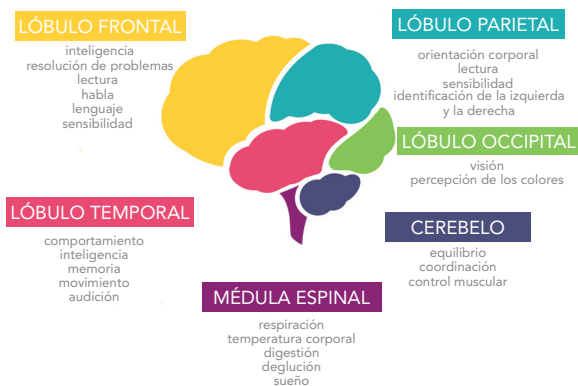 LÓBULO FRONTAL
inteligencia
resolución de problemas
lectura
habla
lenguaje
sensibilidad
LÓBULO PARIETAL
orientación corporal
lectura
sensibilidad
identificación de la izquierda
y la derecha
LÓBULO OCCIPITAL
visión
percepción de los colores
LÓBULO TEMPORAL
comportamiento
inteligencia
memoria
movimiento
audición
CEREBELO
equilibrio
coordinación
control muscular
MÉDULA ESPINAL
respiración
temperatura corporal
digestión
deglución
sueño